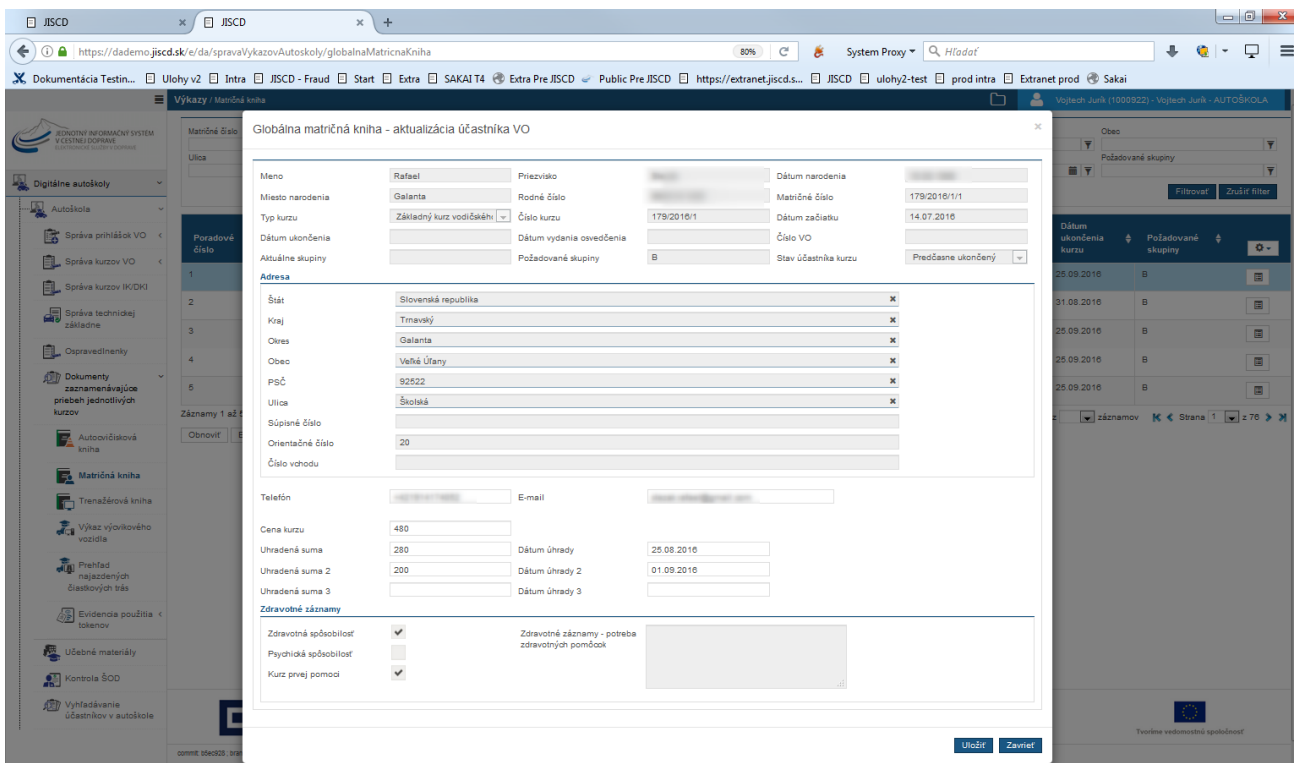 JISCD
JISCD
https://dademo.jiscd.sk/e/da/spravaVykazovAutoskoly/globalnaMatricnaKniha 80% System Proxy Hľadať
Dokumentácia Testin... Ulohy v2 Intra JISCD - Fraud Start Extra SAKAI T4 Extra Pre JISCD Public Pre JISCD https://extranet.jiscd.s... JISCD ulohy2-test prod intra Extranet prod Sakai
Výkazy / Matričná kniha Vojtech Jurík (1000922) - Vojtech Jurík - AUTOŠKOLA
JEDNOTNÝ INFORMAČNÝ SYSTÉM
V CESTNEJ DOPRAVE
ELEKTRONICKÉ SLUŽBY V DOPRAVE
Digitálne autoškoly
Autoškola
Správa prihlášok VO
Správa kurzov VO
Správa kurzov IK/DKI
Správa technickej
základne
Ospravedlnenky
Dokumenty
zaznamenávajúce
priebeh jednotlivých
kurzov
Autocvičisková
kniha
Matričná kniha
Trenažérová kniha
Výkaz výcvikového
vozidla
Prehľad
najazdených
čiastkových trás
Evidencia použitia
tokenov
Učebné materiály
Kontrola ŠOD
Vyhľadávanie
účastníkov v autoškole
Matričné číslo
Ulica
Obec
Požadované skupiny
Filtrovať Zrušiť filter
Poradové
číslo
Dátum
ukončenia
kurzu
Požadované
skupiny
1 25.09.2016 B
2 31.08.2016 B
3 25.09.2016 B
4 25.09.2016 B
5 25.09.2016 B
Záznamy 1 až
záznamov Strana 1 z 76
Obnoviť
Globálna matričná kniha - aktualizácia účastníka VO
Meno Rafael Priezvisko Dátum narodenia
Miesto narodenia Galanta Rodné číslo Matričné číslo 179/2016/1/1
Typ kurzu Základný kurz vodičskéh Číslo kurzu 179/2016/1 Dátum začiatku 14.07.2016
Dátum ukončenia Dátum vydania osvedčenia Číslo VO
Aktuálne skupiny Požadované skupiny B Stav účastníka kurzu Predčasne ukončený
Adresa
Štát Slovenská republika
Kraj Trnavský
Okres Galanta
Obec Veľké Úľany
PSČ 92522
Ulica Školská
Súpisné číslo
Orientačné číslo 20
Číslo vchodu
Telefón E-mail
Cena kurzu 480
Uhradená suma 280 Dátum úhrady 25.08.2016
Uhradená suma 2 200 Dátum úhrady 2 01.09.2016
Uhradená suma 3 Dátum úhrady 3
Zdravotné záznamy
Zdravotná spôsobilosť Zdravotné záznamy - potreba
zdravotných pomôcok
Psychická spôsobilosť
Kurz prvej pomoci
Uložiť Zavrieť
Tvoríme vedomostnú spoločnosť